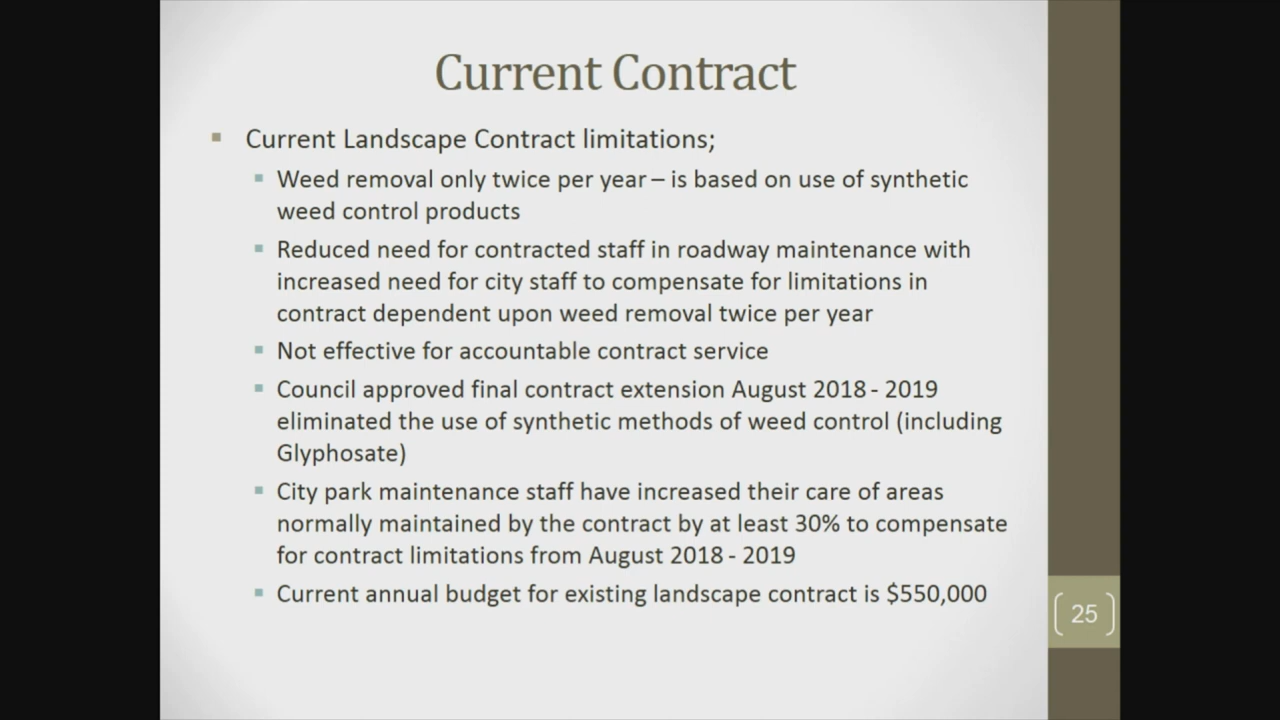 Current Contract
Current Landscape Contract limitations;
Weed removal only twice per year – is based on use of synthetic
weed control products
Reduced need for contracted staff in roadway maintenance with
increased need for city staff to compensate for limitations in
contract dependent upon weed removal twice per year
Not effective for accountable contract service
Council approved final contract extension August 2018 - 2019
eliminated the use of synthetic methods of weed control (including
Glyphosate)
City park maintenance staff have increased their care of areas
normally maintained by the contract by at least 30% to compensate
for contract limitations from August 2018 - 2019
Current annual budget for existing landscape contract is $550,000
25